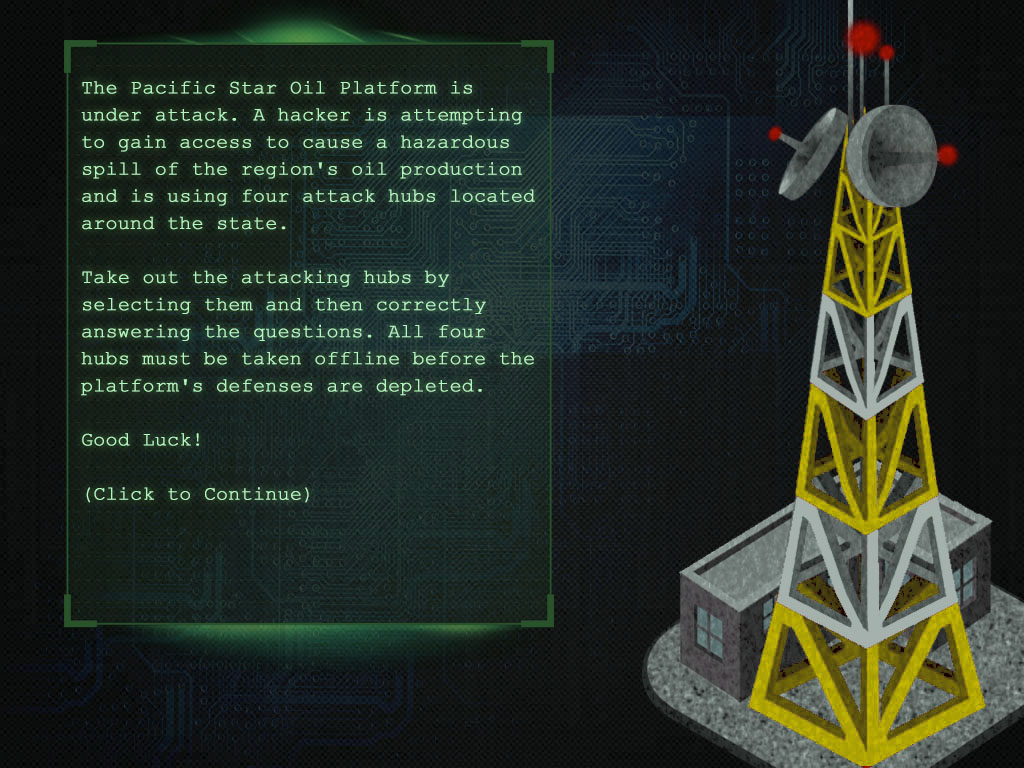 The Pacific Star Oil Platform is
under attack. A hacker is attempting
to gain access to cause a hazardous
spill of the region's oil production
and is using four attack hubs located
around the state.
Take out the attacking hubs by
selecting them and then correctly
answering the questions. All four
hubs must be taken offline before the
platform's defenses are depleted.
Good Luck!
(Click to Continue)